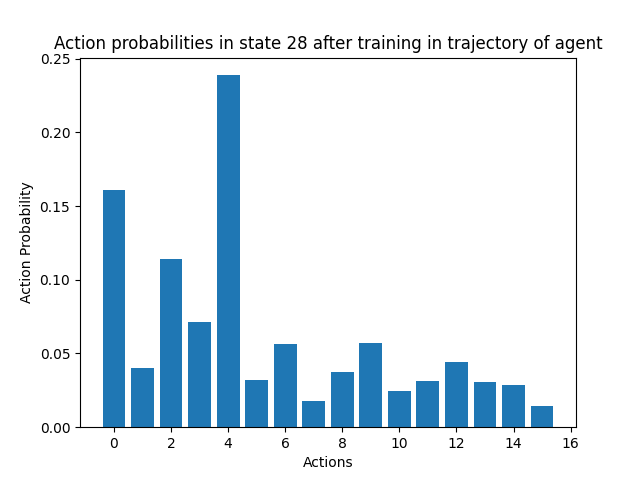 Action probabilities in state 28 after training in trajectory of agent
0.25
0.20
0.15
0.10
0.05
0.00
Action Probability
0 2 4 6 8 10 12 14 16
Actions